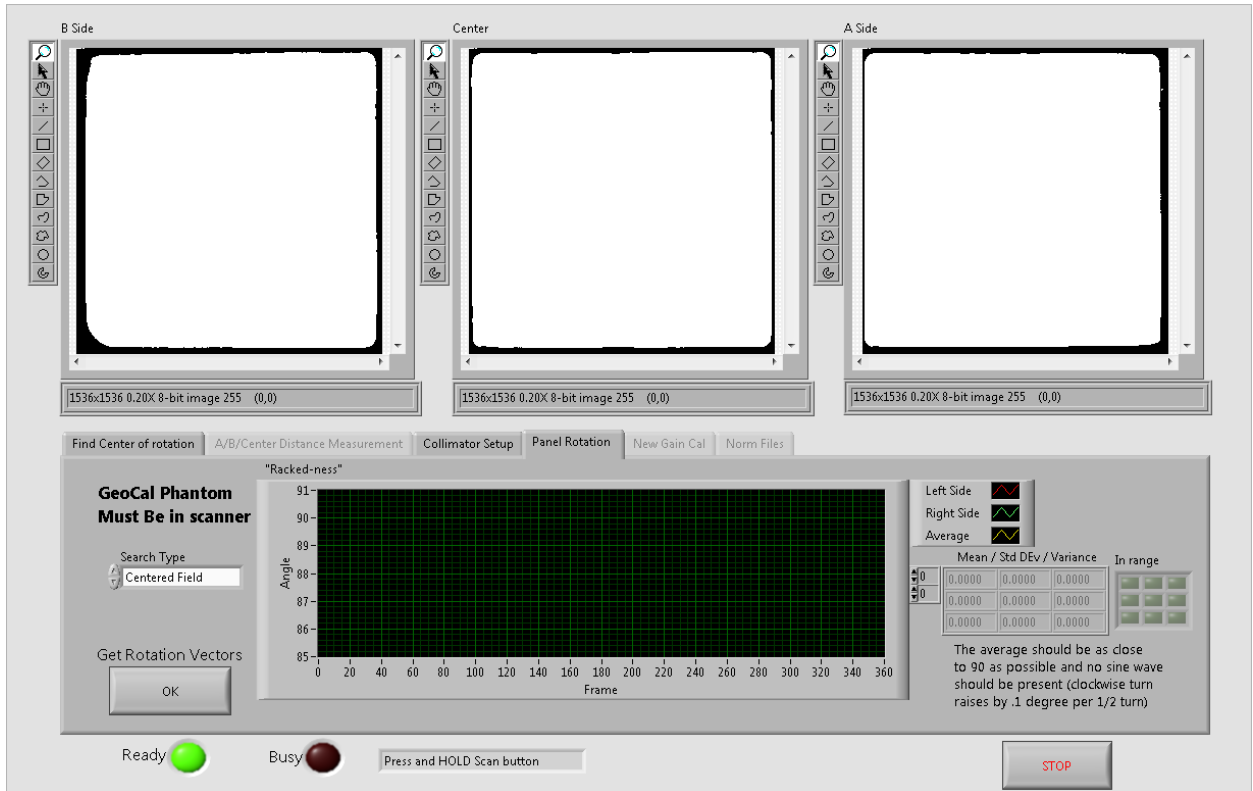 B Side
Center
A Side
1536x1536 0.20X 8-bit image 255 (0,0)
1536x1536 0.20X 8-bit image 255 (0,0)
1536x1536 0.20X 8-bit image 255 (0,0)
Find Center of rotation
A/B/Center Distance Measurement
Collimator Setup
Panel Rotation
New Gain Cal
Norm Files
GeoCal Phantom
Must Be in scanner
Search Type
Centered Field
Get Rotation Vectors
OK
"Racked-ness"
Angle
91
90
89
88
87
86
85
0 20 40 60 80 100 120 140 160 180 200 220 240 260 280 300 320 340 360
Frame
Left Side
Right Side
Average
Mean / Std DEv / Variance
In range
0
0
0.0000 0.0000 0.0000
0.0000 0.0000 0.0000
0.0000 0.0000 0.0000
The average should be as close
to 90 as possible and no sine wave
should be present (clockwise turn
raises by .1 degree per 1/2 turn)
Ready
Busy
Press and HOLD Scan button
STOP